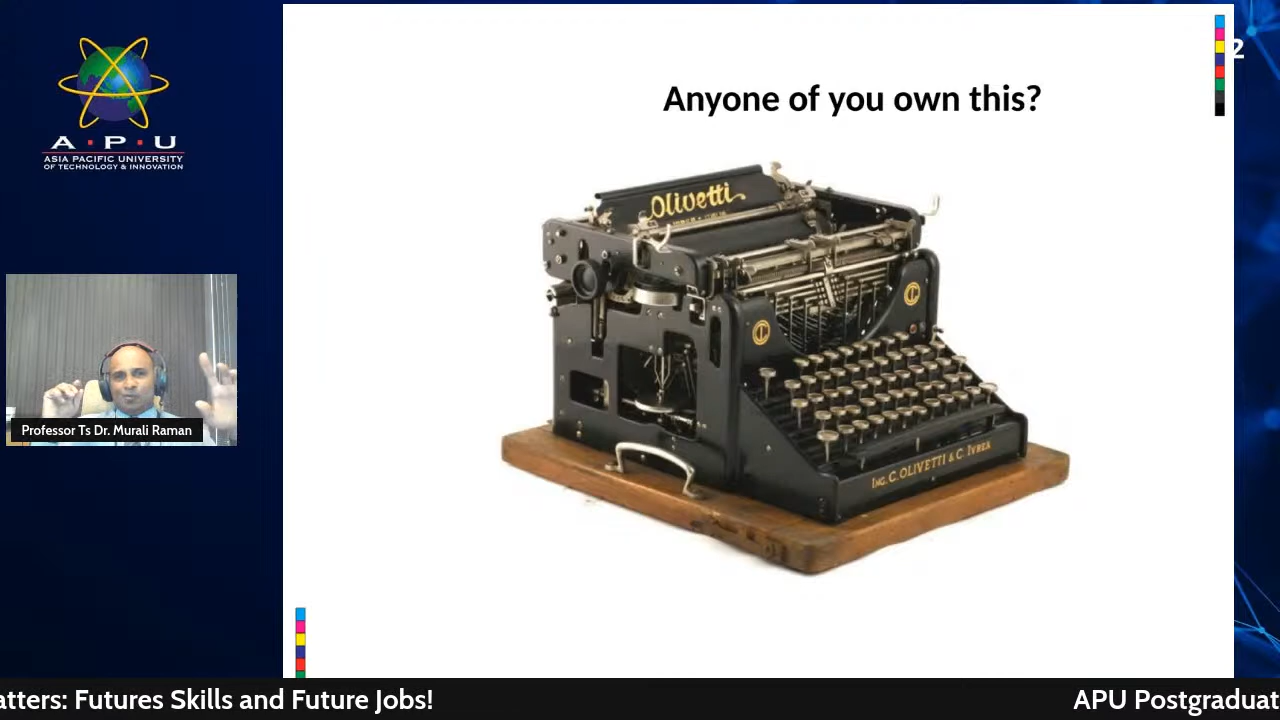 A·P·U
ASIA PACIFIC UNIVERSITY
OF TECHNOLOGY & INNOVATION
2
Anyone of you own this?
Olivetti
ING. C. OLIVETTI & C. IVREA
Professor Ts Dr. Murali Raman
atters: Futures Skills and Future Jobs!
APU Postgraduat